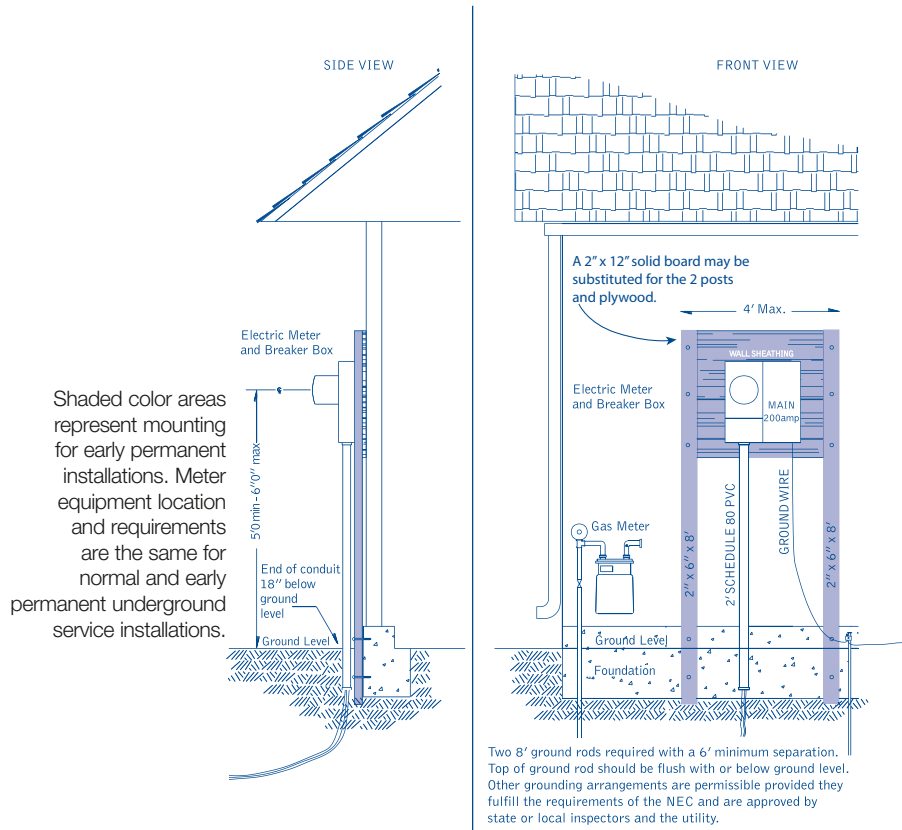 SIDE VIEW
Electric Meter
and Breaker Box
Shaded color areas
represent mounting
for early permanent
installations. Meter
equipment location
and requirements
are the same for
normal and early
permanent underground
service installations.
5'0 min - 6"0" max
End of conduit
18" below
ground
level
Ground Level
FRONT VIEW
A 2" x 12" solid board may be
substituted for the 2 posts
and plywood.
4' Max.
WALL SHEATHING
Electric Meter
and Breaker Box
MAIN
200amp
Gas Meter
2" x 6" x 8'
2' SCHEDULE 80 PVC
GROUND WIRE
2" x 6" x 8'
Ground Level
Foundation
Two 8' ground rods required with a 6' minimum separation.
Top of ground rod should be flush with or below ground level.
Other grounding arrangements are permissible provided they
fulfill the requirements of the NEC and are approved by
state or local inspectors and the utility.